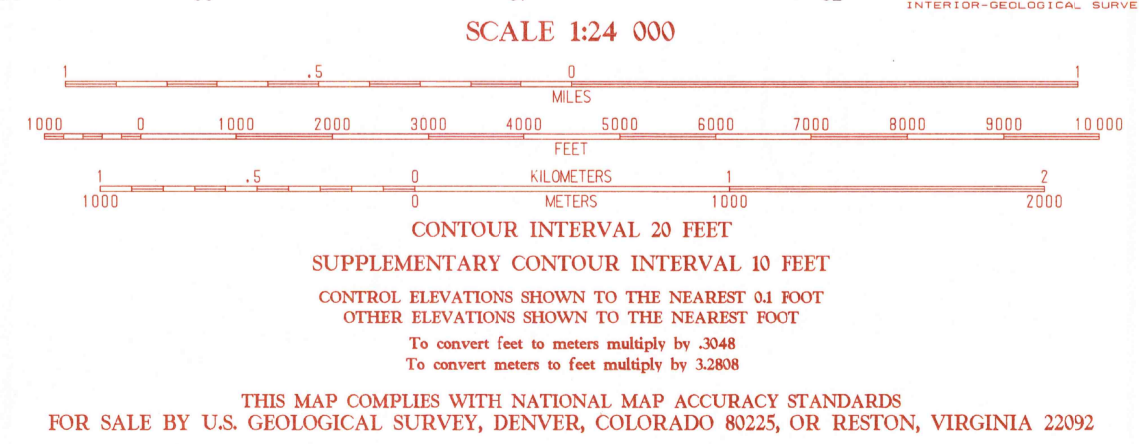 INTERIOR-GEOLOGICAL SURVE
SCALE 1:24 000
1 .5 0 1
MILES
1000 0 1000 2000 3000 4000 5000 6000 7000 8000 9000 10000
FEET
1 .5 0 KILOMETERS 1 2
1000 0 METERS 1000 2000
CONTOUR INTERVAL 20 FEET
SUPPLEMENTARY CONTOUR INTERVAL 10 FEET
CONTROL ELEVATIONS SHOWN TO THE NEAREST 0.1 FOOT
OTHER ELEVATIONS SHOWN TO THE NEAREST FOOT
To convert feet to meters multiply by .3048
To convert meters to feet multiply by 3.2808
THIS MAP COMPLIES WITH NATIONAL MAP ACCURACY STANDARDS
FOR SALE BY U.S. GEOLOGICAL SURVEY, DENVER, COLORADO 80225, OR RESTON, VIRGINIA 22092